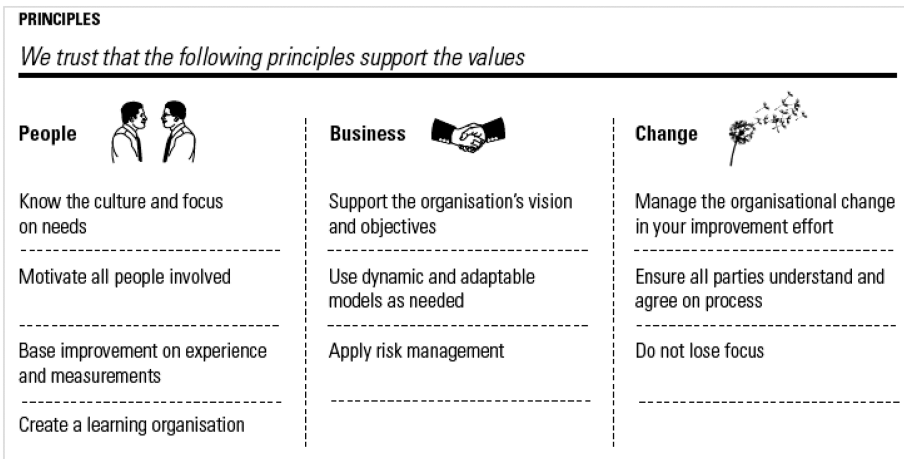 PRINCIPLES
We trust that the following principles support the values
People
Know the culture and focus
on needs
Motivate all people involved
Base improvement on experience
and measurements
Create a learning organisation
Business
Support the organisation's vision
and objectives
Use dynamic and adaptable
models as needed
Apply risk management
Change
Manage the organisational change
in your improvement effort
Ensure all parties understand and
agree on process
Do not lose focus